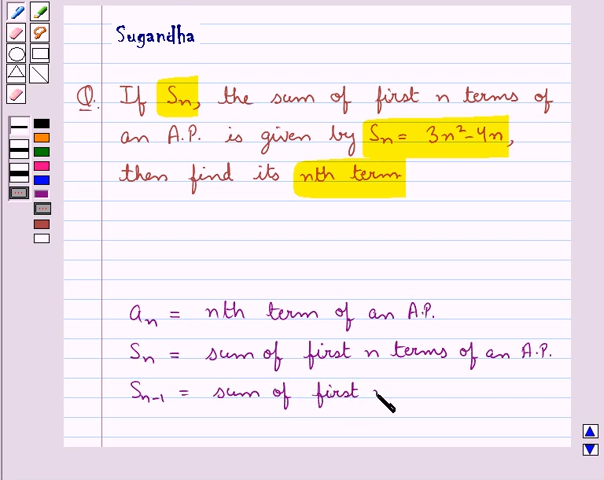 Sugandha
Q. If Sn, the sum of first n terms of
an A.P. is given by Sn = 3n²-4n,
then find its nth term
an = nth term of an A.P.
Sn = sum of first n terms of an A.P.
Sn-1 = sum of first